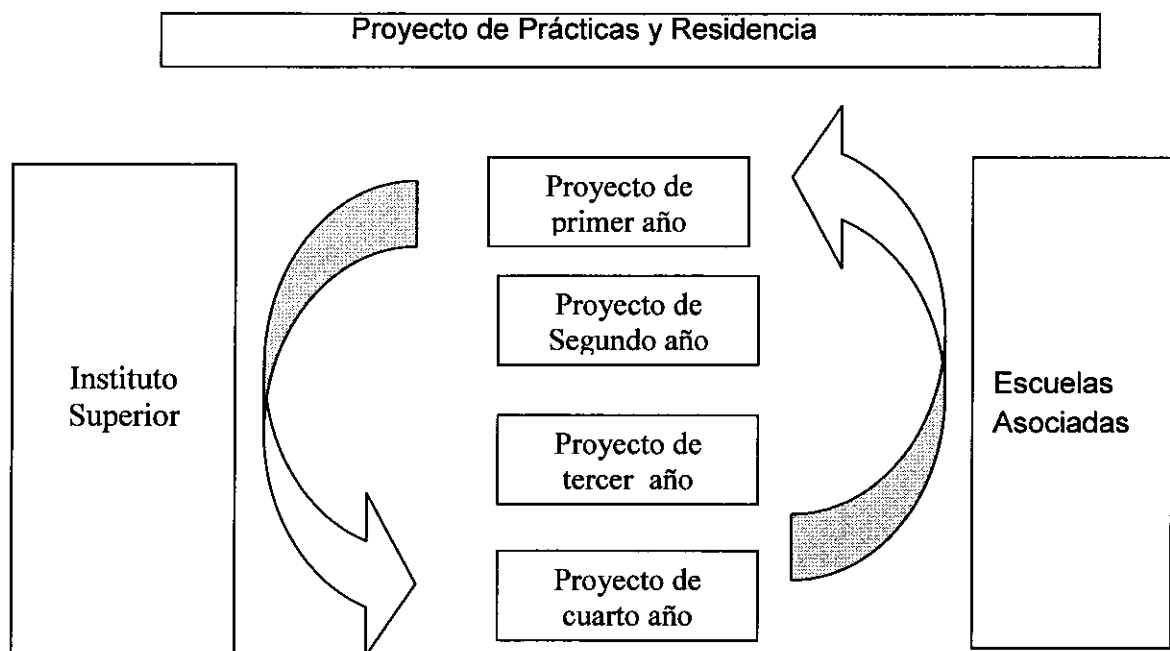 Proyecto de Prácticas y Residencia
Proyecto de
primer año
Proyecto de
Segundo año
Instituto
Superior
Escuelas
Asociadas
Proyecto de
tercer año
Proyecto de
cuarto año